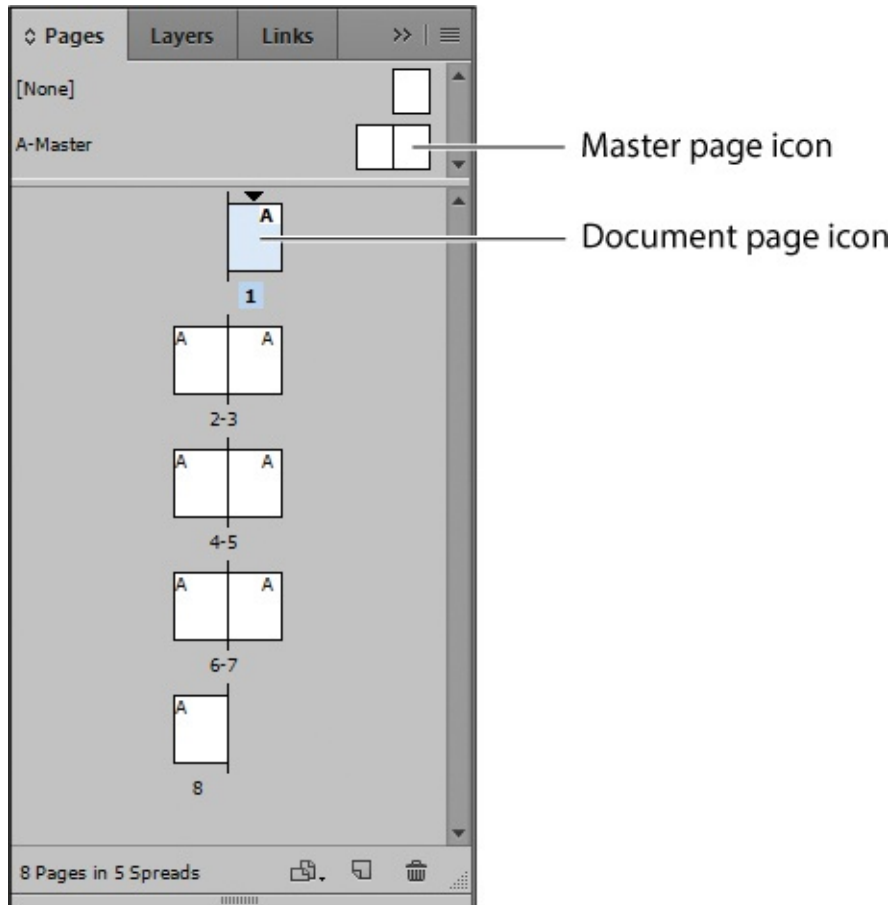 Pages Layers Links
[None]
A-Master
Master page icon
A
Document page icon
1
A A
2-3
A A
4-5
A A
6-7
A
8
8 Pages in 5 Spreads